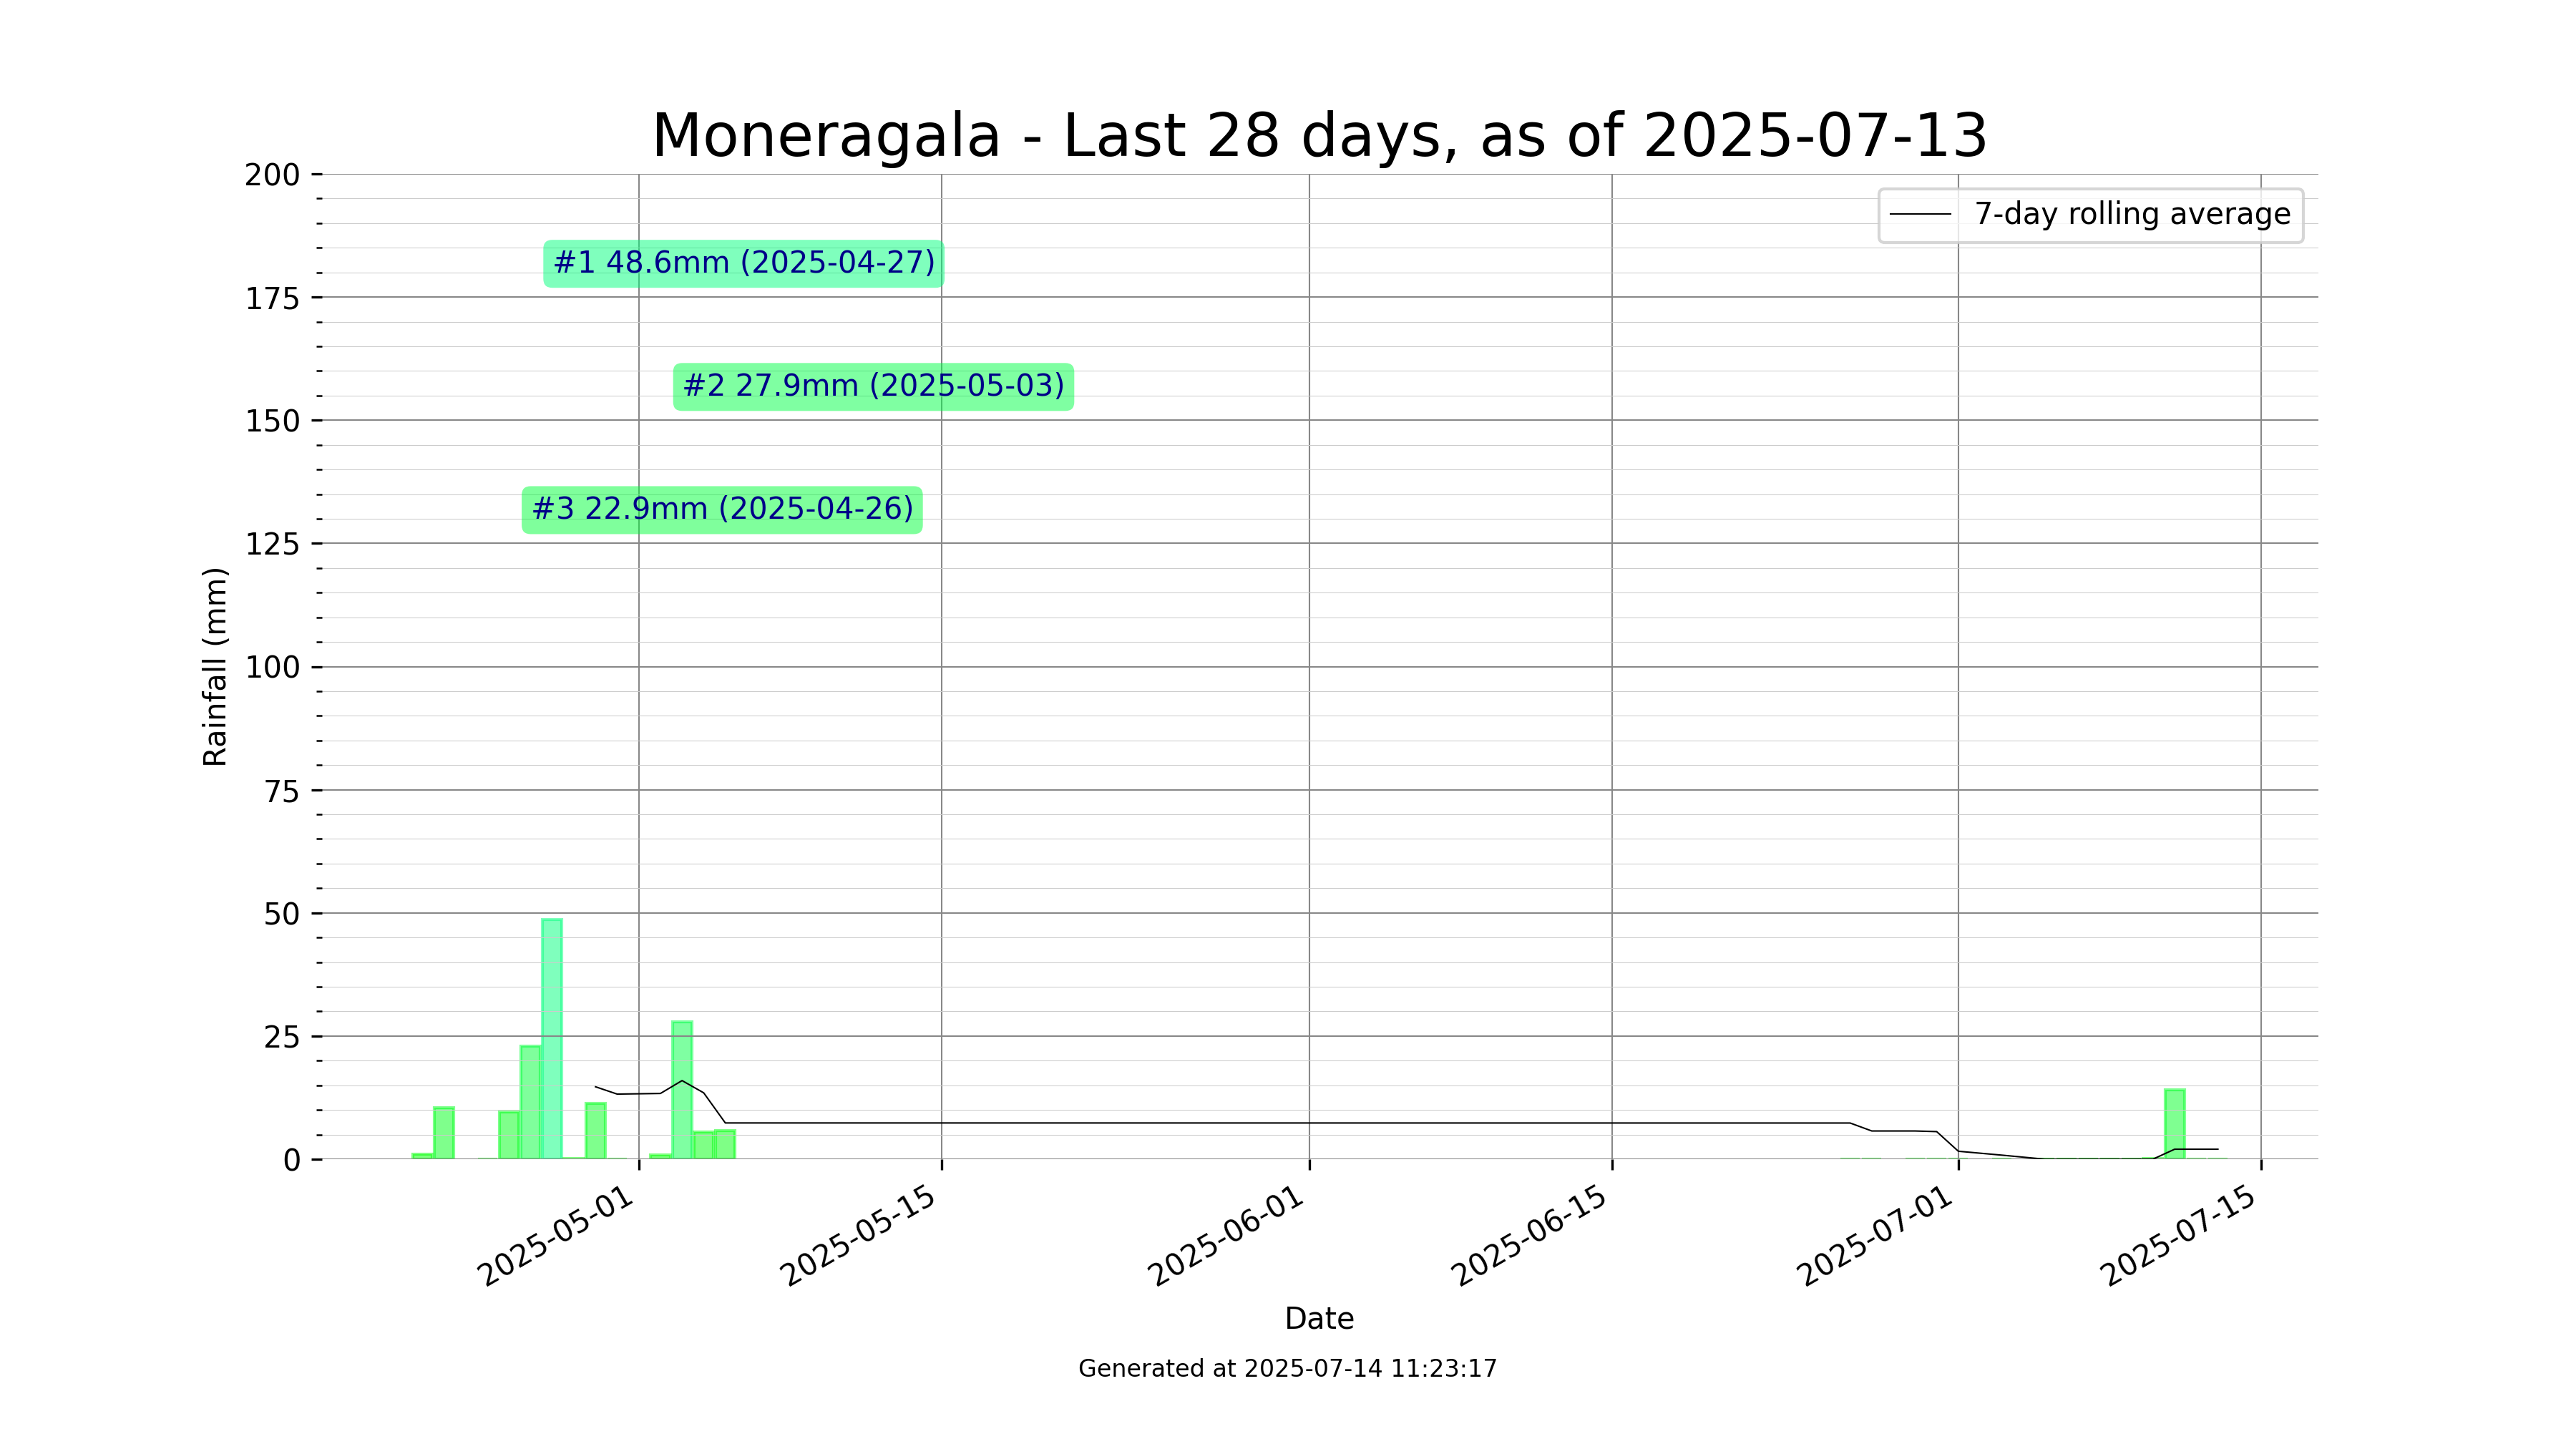 Moneragala - Last 28 days, as of 2025-07-13
7-day rolling average
#1 48.6mm (2025-04-27)
#2 27.9mm (2025-05-03)
#3 22.9mm (2025-04-26)
Rainfall (mm)
200
175
150
125
100
75
50
25
0
2025-05-01
2025-05-15
2025-06-01
2025-06-15
2025-07-01
2025-07-15
Date
Generated at 2025-07-14 11:23:17